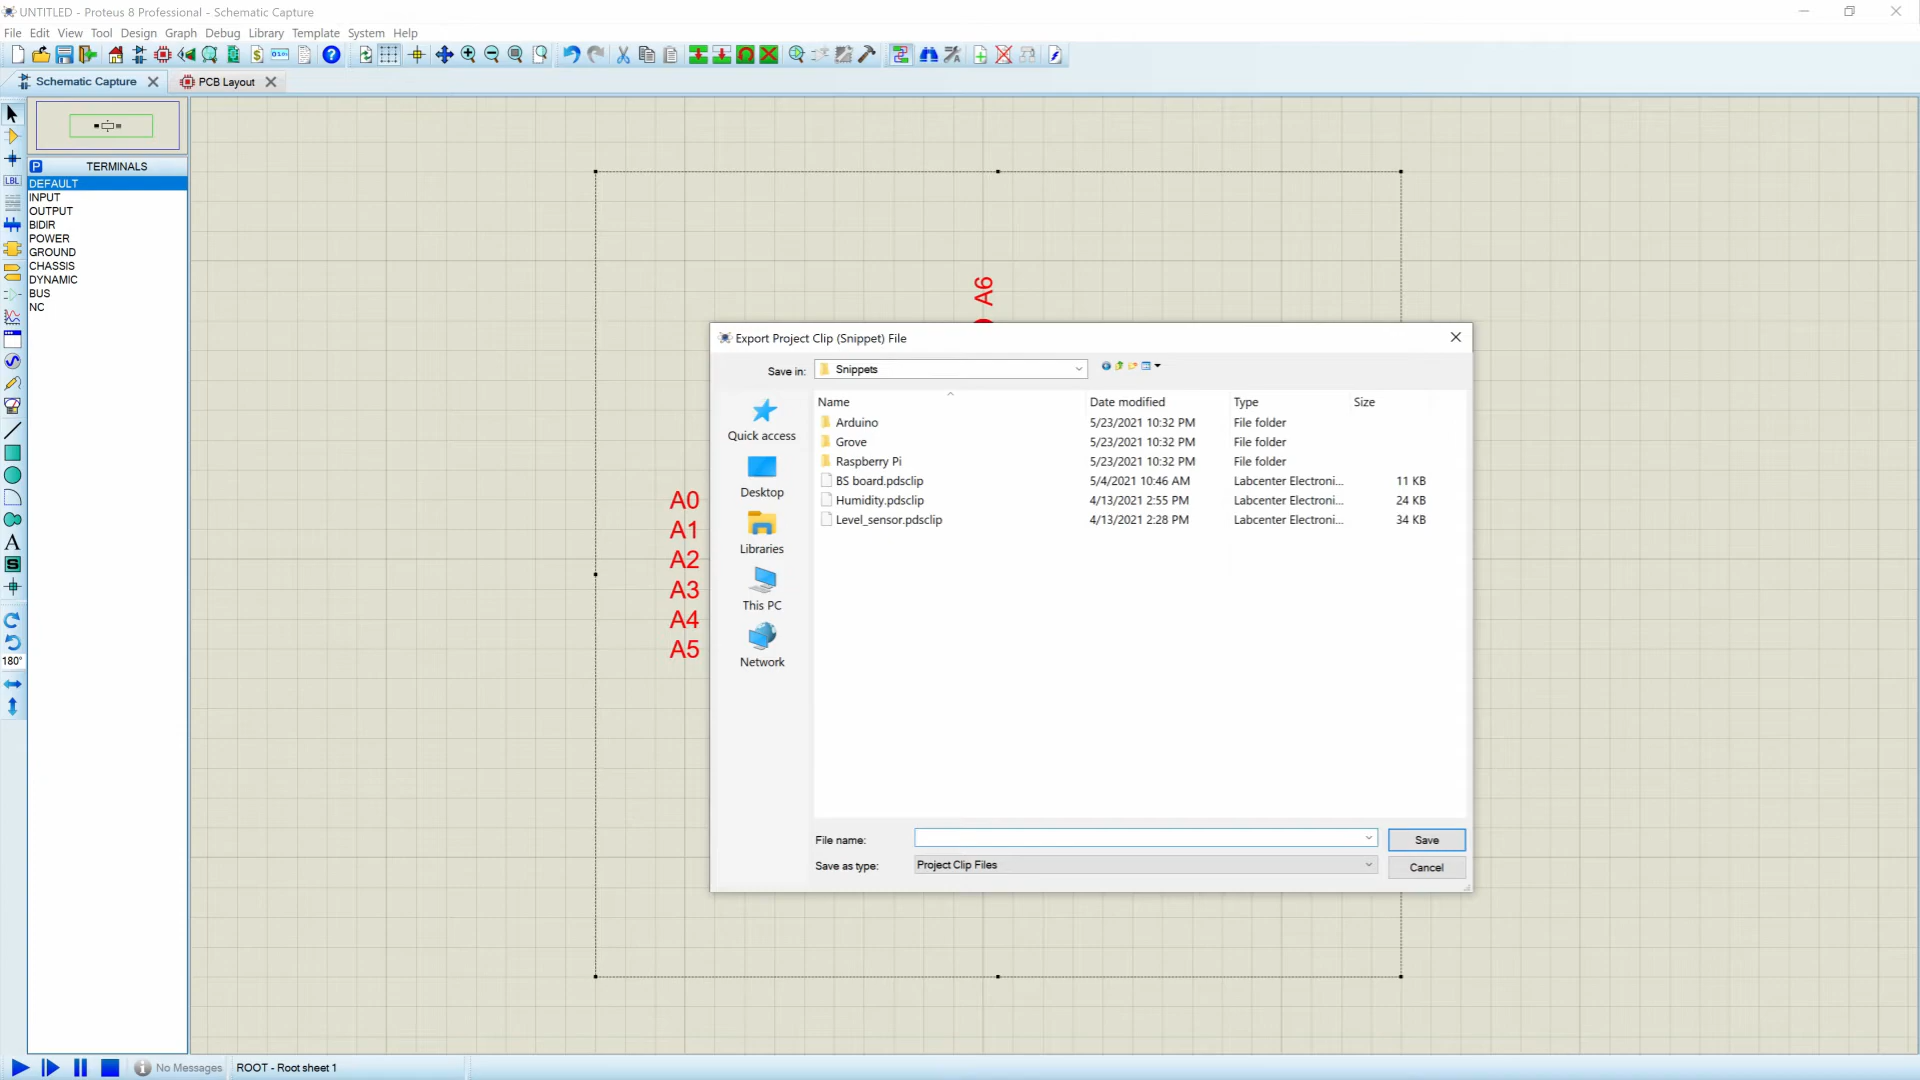 UNTITLED - Proteus 8 Professional - Schematic Capture
File Edit View Tool Design Graph Debug Library Template System Help
Schematic Capture PCB Layout
P TERMINALS
DEFAULT
INPUT
OUTPUT
BIDIR
POWER
GROUND
CHASSIS
DYNAMIC
BUS
NC
LBL
A
S
180°
A6
A0
A1
A2
A3
A4
A5
Export Project Clip (Snippet) File
Save in: Snippets
Quick access
Desktop
Libraries
This PC
Network
Name Date modified Type Size
Arduino 5/23/2021 10:32 PM File folder
Grove 5/23/2021 10:32 PM File folder
Raspberry Pi 5/23/2021 10:32 PM File folder
BS board.pdsclip 5/4/2021 10:46 AM Labcenter Electroni... 11 KB
Humidity.pdsclip 4/13/2021 2:55 PM Labcenter Electroni... 24 KB
Level_sensor.pdsclip 4/13/2021 2:28 PM Labcenter Electroni... 34 KB
File name: Save
Save as type: Project Clip Files Cancel
No Messages ROOT - Root sheet 1